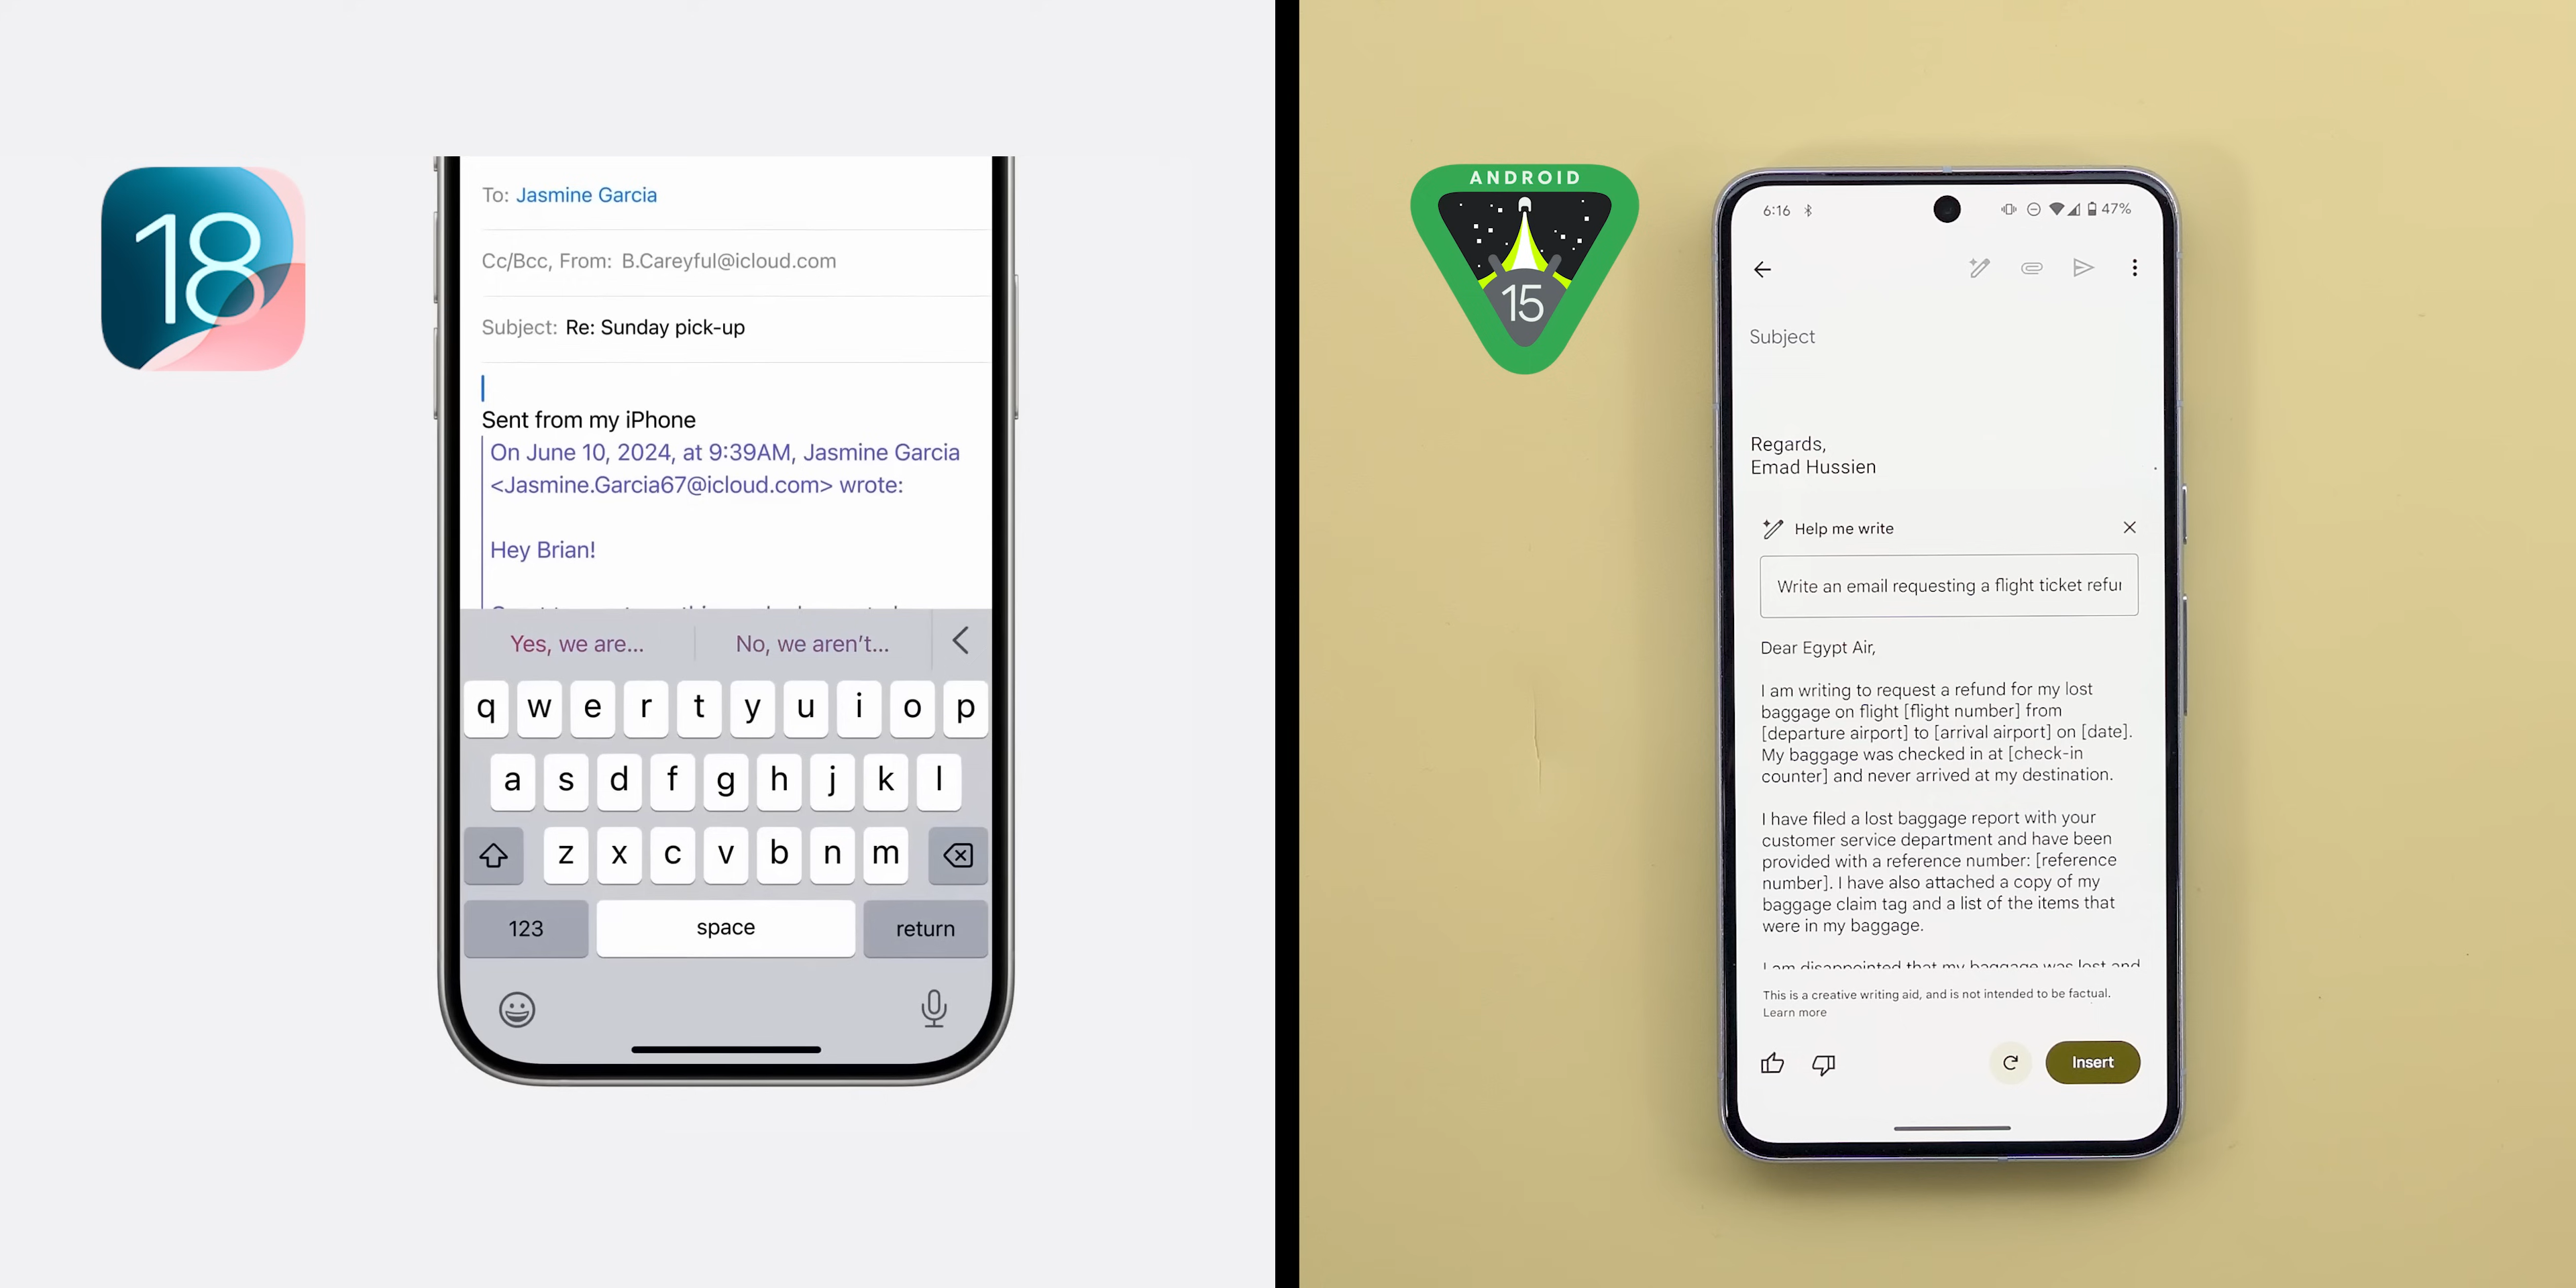 18
To: Jasmine Garcia
Cc/Bcc, From: B.Careyful@icloud.com
Subject: Re: Sunday pick-up
Sent from my iPhone
On June 10, 2024, at 9:39AM, Jasmine Garcia
<Jasmine.Garcia67@icloud.com> wrote:
Hey Brian!
Yes, we are...
No, we aren't...
q w e r t y u i o p
a s d f g h j k l
z x c v b n m
123 space return
ANDROID
15
6:16
47%
Subject
Regards,
Emad Hussien
Help me write
Write an email requesting a flight ticket refu
Dear Egypt Air,
I am writing to request a refund for my lost
baggage on flight [flight number] from
[departure airport] to [arrival airport] on [date].
My baggage was checked in at [check-in
counter] and never arrived at my destination.
I have filed a lost baggage report with your
customer service department and have been
provided with a reference number: [reference
number]. I have also attached a copy of my
baggage claim tag and a list of the items that
were in my baggage.
I am disappointed that my baggage was lost and
This is a creative writing aid, and is not intended to be factual.
Learn more
Insert